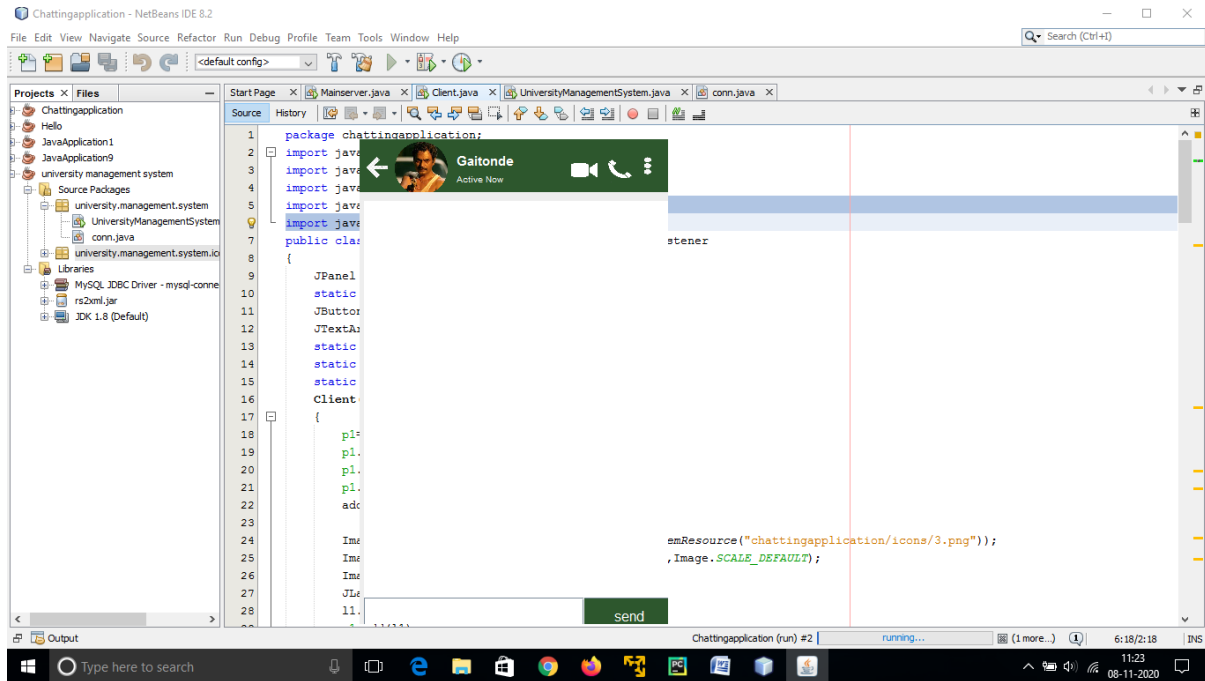 Chattingapplication - NetBeans IDE 8.2
File Edit View Navigate Source Refactor Run Debug Profile Team Tools Window Help
Search (Ctrl+I)
<default config>
Projects Files
Start Page Mainserver.java Client.java UniversityManagementSystem.java conn.java
Chattingapplication
Hello
JavaApplication1
JavaApplication9
university management system
Source Packages
university.management.system
UniversityManagementSystem
conn.java
university.management.system.ico
Libraries
MySQL JDBC Driver - mysql-conne
rs2xml.jar
JDK 1.8 (Default)
Source History
1 package chattingapplication;
2 import java
3 import java
4 import java
5 import java
import java
7 public clas stener
8 {
9 JPanel
10 static
11 JButton
12 JTextAr
13 static
14 static
15 static
16 Client
17 {
18 p1=
19 p1.
20 p1.
21 p1.
22 add
23
24 Ima emResource("chattingapplication/icons/3.png"));
25 Ima ,Image.SCALE_DEFAULT);
26 Ima
27 JLa
28 l1.
Gaitonde
Active Now
send
Output
Chattingapplication (run) #2 running... (1 more...) 1 6:18/2:18 INS
Type here to search
PC
11:23
08-11-2020